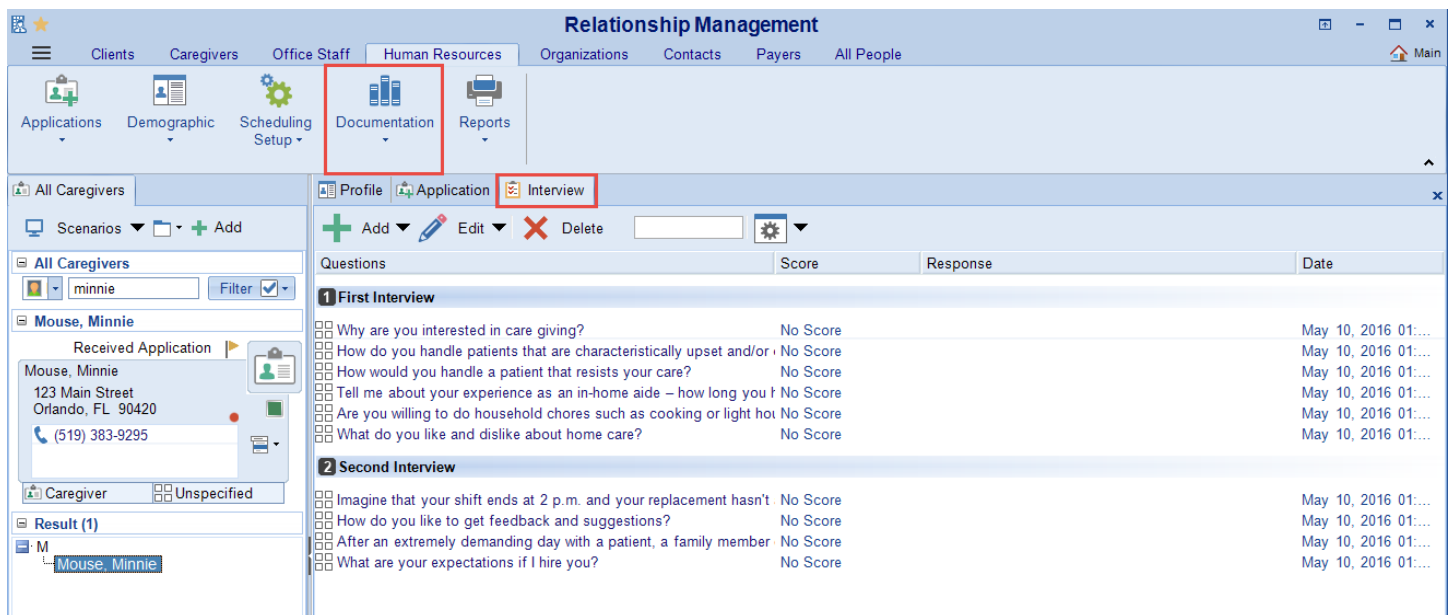 Relationship Management
Clients Caregivers Office Staff Human Resources Organizations Contacts Payers All People Main
Applications Demographic Scheduling Setup Documentation Reports
All Caregivers
Profile Application Interview
Scenarios Add
Add Edit Delete
All Caregivers
Questions Score Response Date
minnie Filter
1 First Interview
Mouse, Minnie
Why are you interested in care giving? No Score May 10, 2016 01:...
Received Application
How do you handle patients that are characteristically upset and/or No Score May 10, 2016 01:...
Mouse, Minnie
How would you handle a patient that resists your care? No Score May 10, 2016 01:...
123 Main Street
Tell me about your experience as an in-home aide – how long you No Score May 10, 2016 01:...
Orlando, FL 90420
Are you willing to do household chores such as cooking or light No Score May 10, 2016 01:...
(519) 383-9295
What do you like and dislike about home care? No Score May 10, 2016 01:...
2 Second Interview
Caregiver Unspecified
Imagine that your shift ends at 2 p.m. and your replacement hasn't No Score May 10, 2016 01:...
Result (1)
How do you like to get feedback and suggestions? No Score May 10, 2016 01:...
M
After an extremely demanding day with a patient, a family member No Score May 10, 2016 01:...
Mouse, Minnie
What are your expectations if I hire you? No Score May 10, 2016 01:...